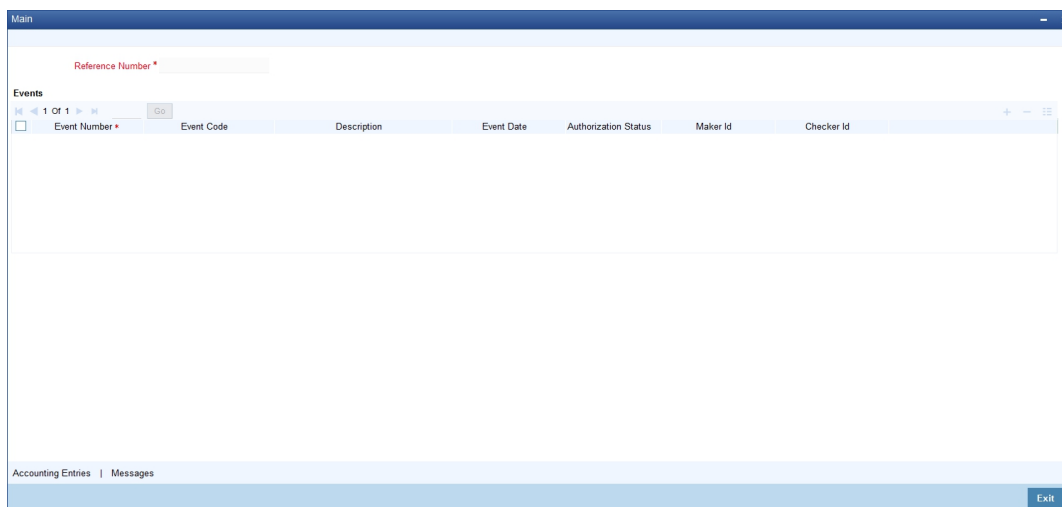 Main
Reference Number *
Events
1 Of 1 Go
Event Number * Event Code Description Event Date Authorization Status Maker Id Checker Id
Accounting Entries | Messages
Exit